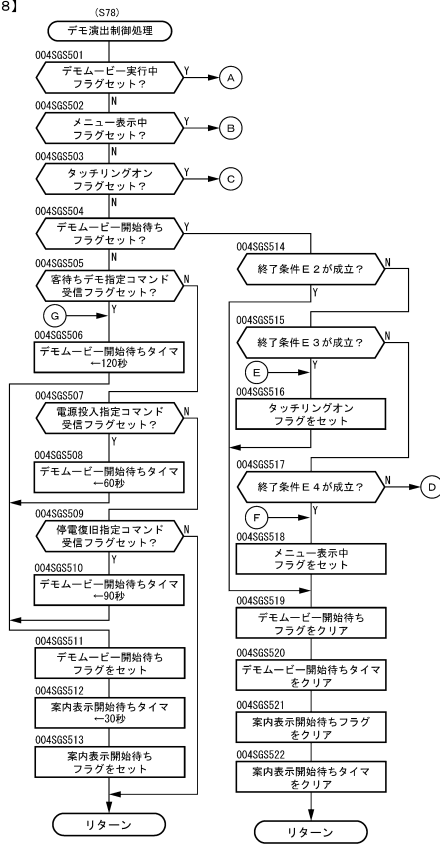 8】
(S78)
デモ演出制御処理
004SGS501
デモムービー実行中
フラグセット？
Y
A
N
004SGS502
メニュー表示中
フラグセット？
Y
B
N
004SGS503
タッチリングオン
フラグセット？
Y
C
N
004SGS504
デモムービー開始待ち
フラグセット？
Y
N
004SGS505
客待ちデモ指定コマンド
受信フラグセット？
N
Y
G
004SGS506
デモムービー開始待ちタイマ
←120秒
004SGS507
電源投入指定コマンド
受信フラグセット？
N
Y
004SGS508
デモムービー開始待ちタイマ
←60秒
004SGS509
停電復旧指定コマンド
受信フラグセット？
N
Y
004SGS510
デモムービー開始待ちタイマ
←90秒
004SGS511
デモムービー開始待ち
フラグをセット
004SGS512
案内表示開始待ちタイマ
←30秒
004SGS513
案内表示開始待ち
フラグをセット
リターン
004SGS514
終了条件Ｅ２が成立？
N
Y
004SGS515
終了条件Ｅ３が成立？
N
Y
E
004SGS516
タッチリングオン
フラグをセット
004SGS517
終了条件Ｅ４が成立？
N
D
Y
F
004SGS518
メニュー表示中
フラグをセット
004SGS519
デモムービー開始待ち
フラグをクリア
004SGS520
デモムービー開始待ちタイマ
をクリア
004SGS521
案内表示開始待ちフラグ
をクリア
004SGS522
案内表示開始待ちタイマ
をクリア
リターン